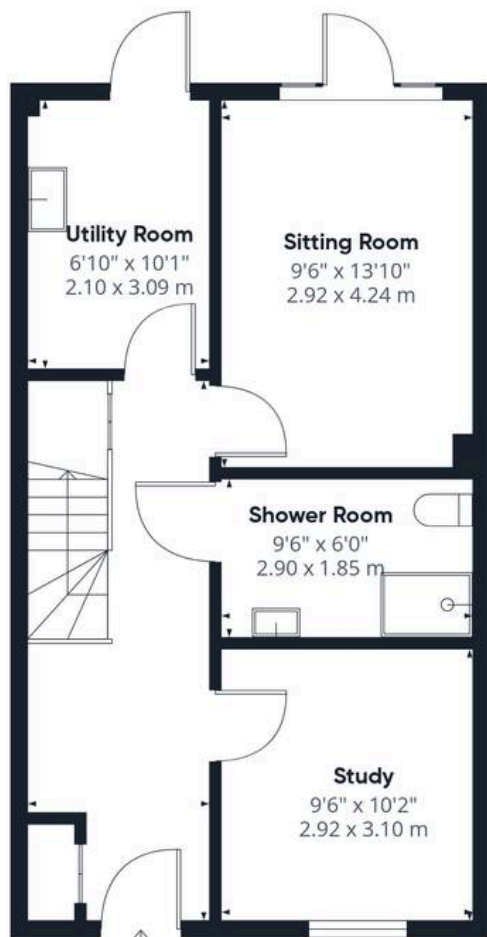 Utility Room
6'10" x 10'1"
2.10 x 3.09 m
Sitting Room
9'6" x 13'10"
2.92 x 4.24 m
Shower Room
9'6" x 6'0"
2.90 x 1.85 m
Study
9'6" x 10'2"
2.92 x 3.10 m